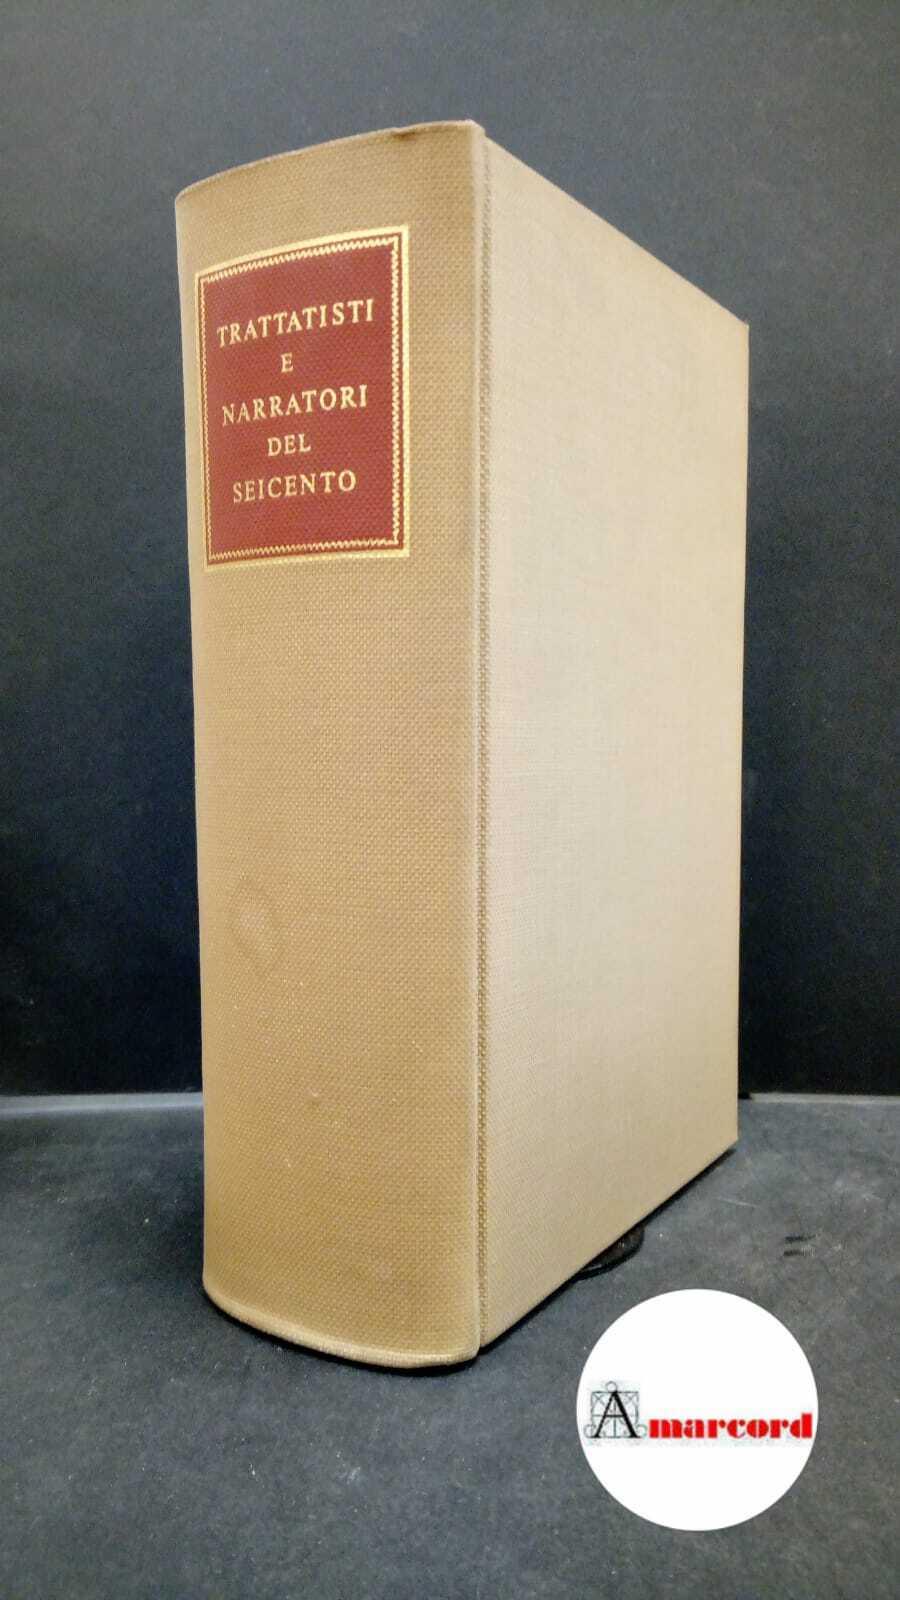 TRATTATISTI
E
NARRATORI
DEL
SEICENTO
Amarcord